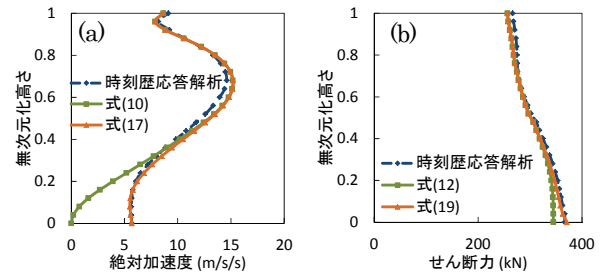 (a)
無次元化高さ
1
0.8
0.6
0.4
0.2
0
時刻歴応答解析
式(10)
式(17)
0 5 10 15 20
絶対加速度 (m/s/s)
(b)
無次元化高さ
1
0.8
0.6
0.4
0.2
0
時刻歴応答解析
式(12)
式(19)
0 200 400
せん断力 (kN)